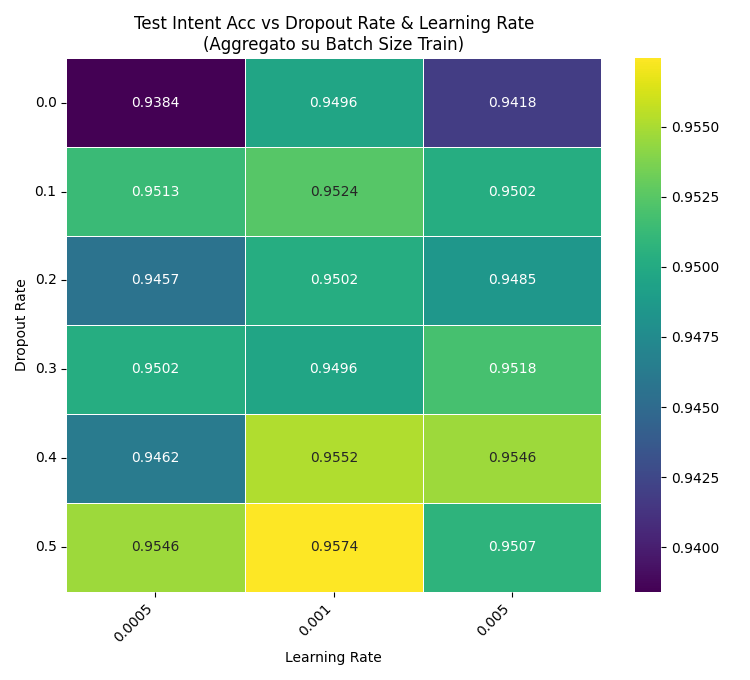 Test Intent Acc vs Dropout Rate & Learning Rate
(Aggregato su Batch Size Train)
0.0 0.9384 0.9496 0.9418
0.1 0.9513 0.9524 0.9502
0.2 0.9457 0.9502 0.9485
0.3 0.9502 0.9496 0.9518
0.4 0.9462 0.9552 0.9546
0.5 0.9546 0.9574 0.9507
Dropout Rate
0.0005 0.001 0.005
Learning Rate
0.9550
0.9525
0.9500
0.9475
0.9450
0.9425
0.9400